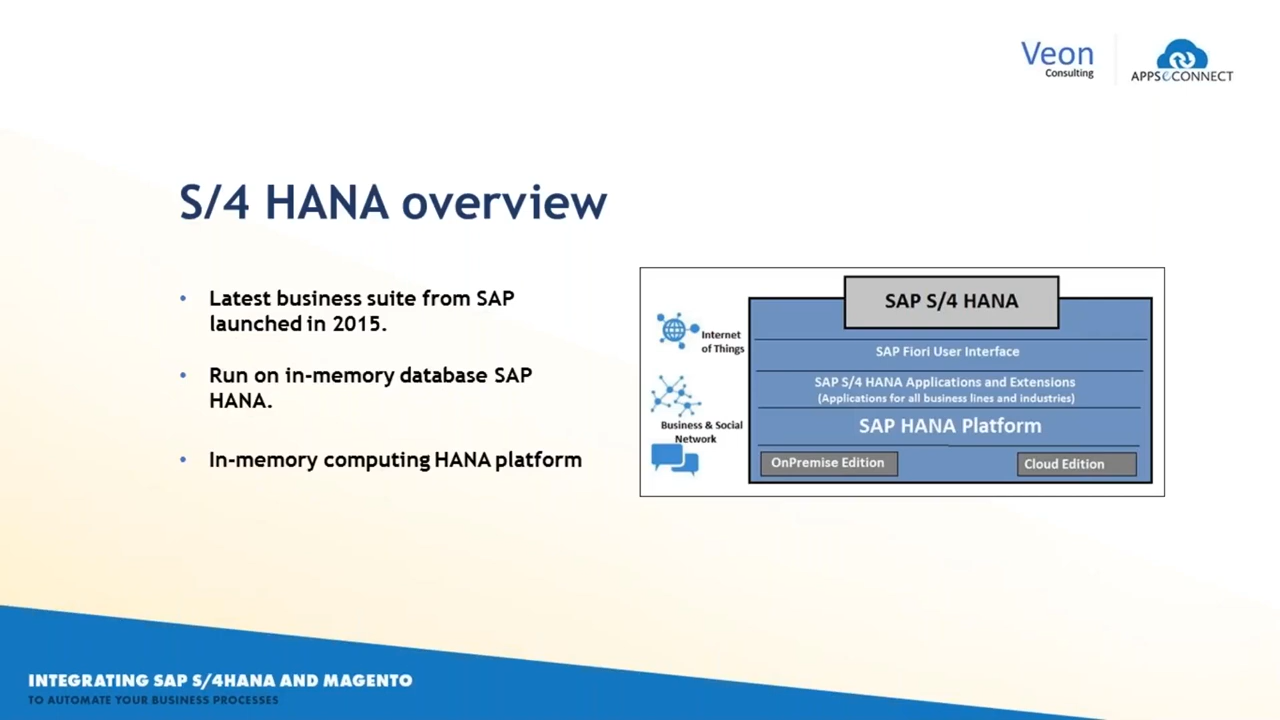 Veon
Consulting
APPSeCONNECT
S/4 HANA overview
• Latest business suite from SAP
launched in 2015.
• Run on in-memory database SAP
HANA.
• In-memory computing HANA platform
SAP S/4 HANA
Internet
of Things
SAP Fiori User Interface
SAP S/4 HANA Applications and Extensions
(Applications for all business lines and industries)
Business & Social
Network
SAP HANA Platform
OnPremise Edition
Cloud Edition
INTEGRATING SAP S/4HANA AND MAGENTO
TO AUTOMATE YOUR BUSINESS PROCESSES